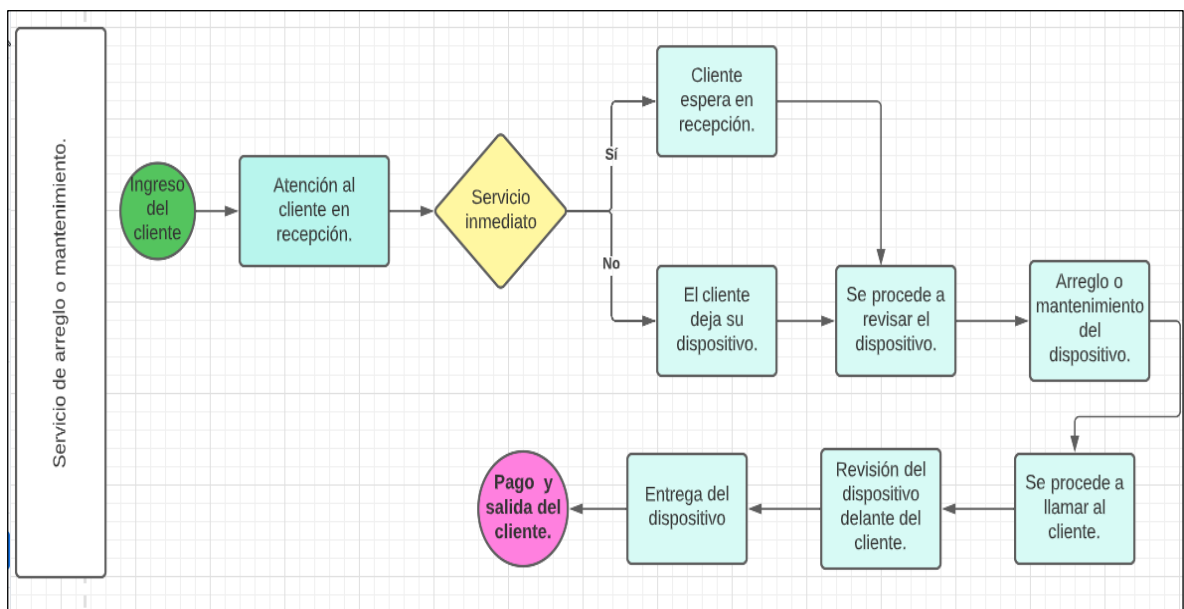 Servicio de arreglo o mantenimiento.
Ingreso
del
cliente
Atención al
cliente en
recepción.
Servicio
inmediato
Sí
Cliente
espera en
recepción.
No
El cliente
deja su
dispositivo.
Se procede a
revisar el
dispositivo.
Arreglo o
mantenimiento
del
dispositivo.
Se procede a
llamar al
cliente.
Revisión del
dispositivo
delante del
cliente.
Entrega del
dispositivo
Pago y
salida del
cliente.